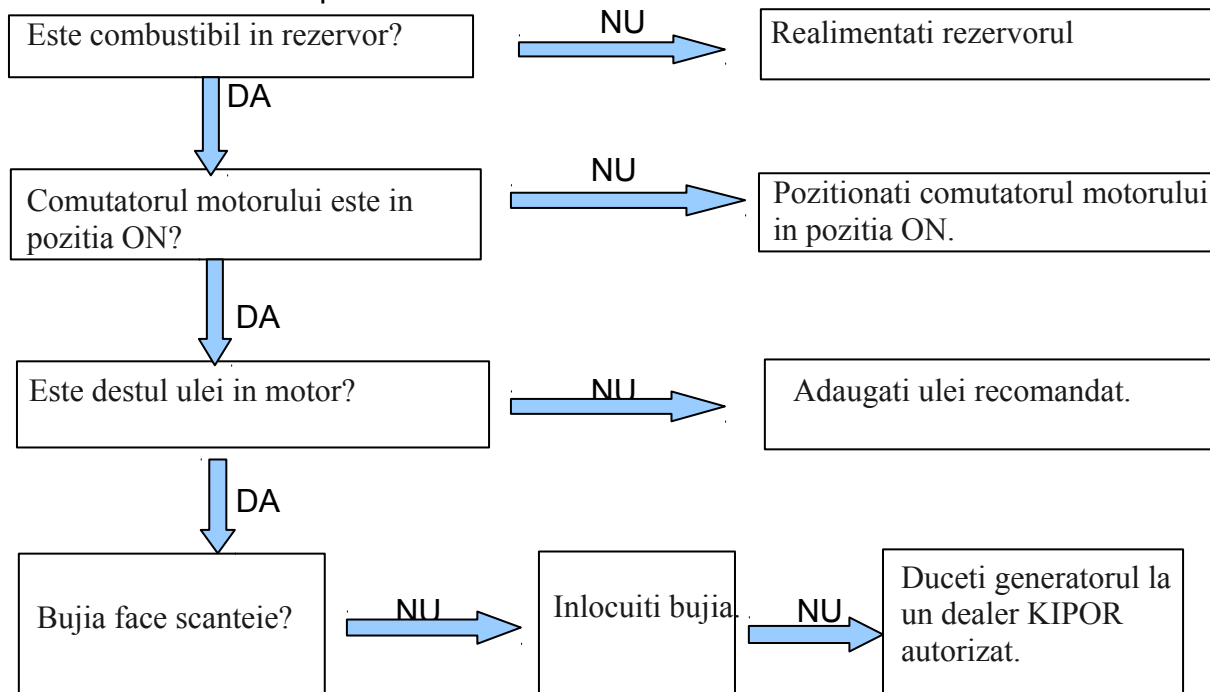 Este combustibil in rezervor?
NU
Realimentati rezervorul
DA
Comutatorul motorului este in
pozitia ON?
NU
Pozitionati comutatorul motorului
in pozitia ON.
DA
Este destul ulei in motor?
NU
Adaugati ulei recomandat.
DA
Bujia face scanteie?
NU
Inlocuiti bujia.
NU
Duceti generatorul la
un dealer KIPOR
autorizat.